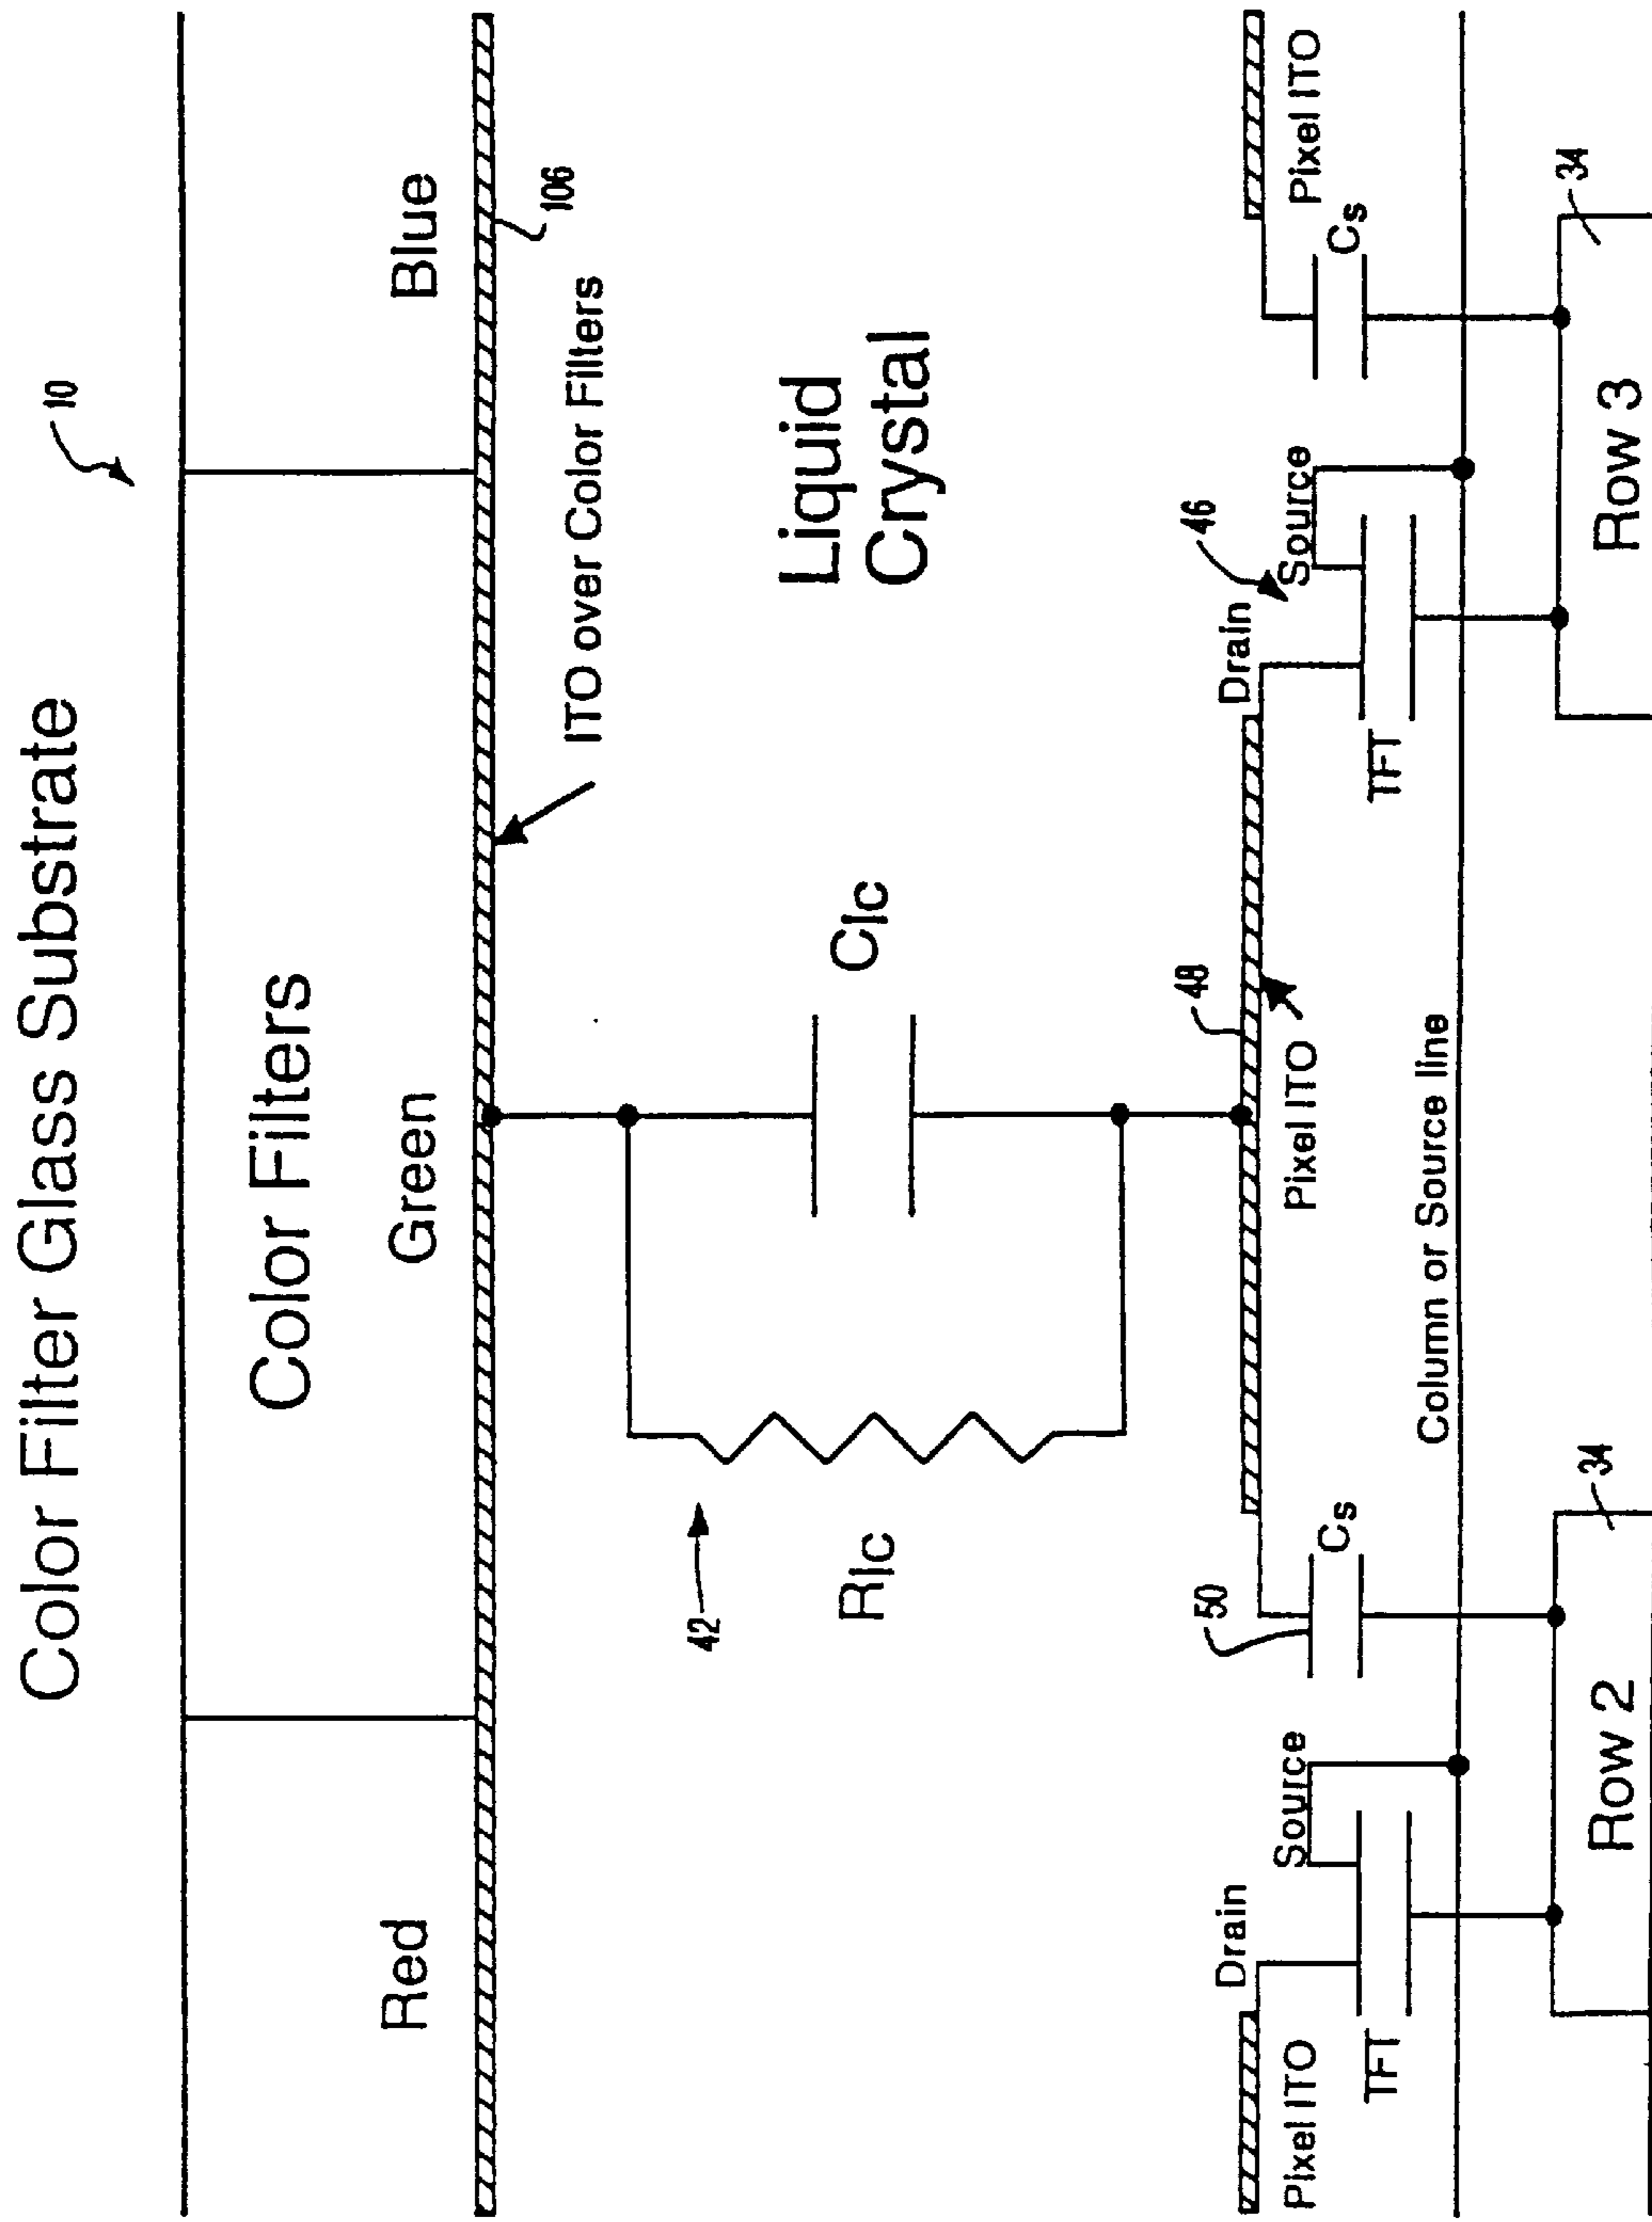 Color Filter Glass Substrate
10
Color Filters
Red
Green
Blue
106
ITO over Color Filters
42
Rlc
Clc
Liquid
Crystal
48
Pixel ITO
Drain
Source
TFT
50
Cs
Pixel ITO
Drain
46
Source
TFT
Cs
Pixel ITO
Column or Source line
34
34
Row 2
Row 3